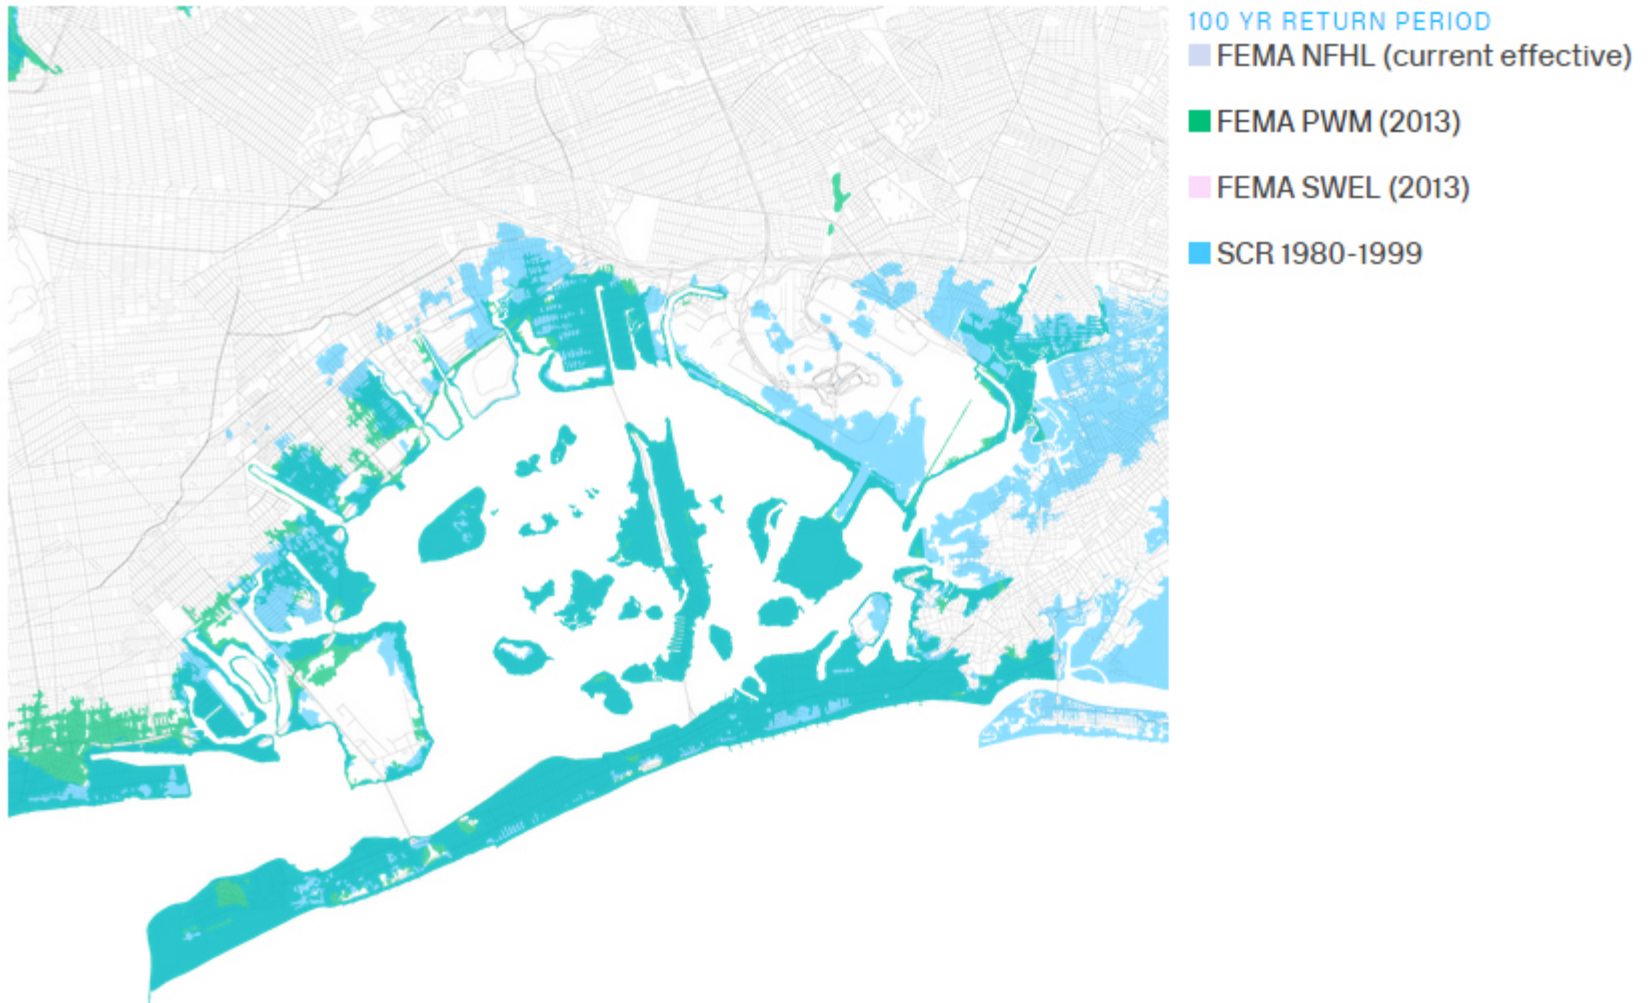 100 YR RETURN PERIOD
FEMA NFHL (current effective)
FEMA PWM (2013)
FEMA SWEL (2013)
SCR 1980-1999